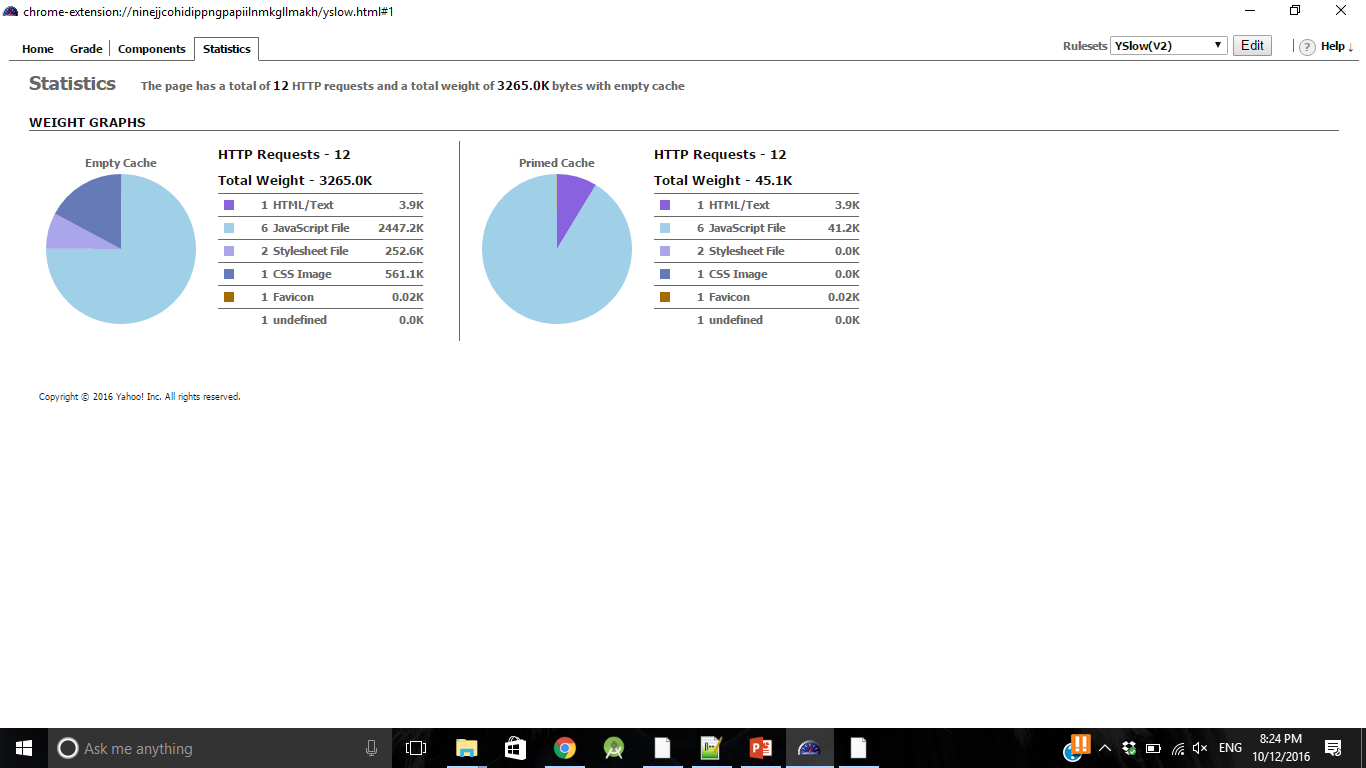 chrome-extension://ninejjcohidippngpapiilnmkgllmakh/yslow.html#1
Home Grade Components Statistics Rulesets YSlow(V2) Edit ? Help ↓
Statistics The page has a total of 12 HTTP requests and a total weight of 3265.0K bytes with empty cache
WEIGHT GRAPHS
Empty Cache
HTTP Requests - 12
Total Weight - 3265.0K
1 HTML/Text 3.9K
6 JavaScript File 2447.2K
2 Stylesheet File 252.6K
1 CSS Image 561.1K
1 Favicon 0.02K
1 undefined 0.0K
Primed Cache
HTTP Requests - 12
Total Weight - 45.1K
1 HTML/Text 3.9K
6 JavaScript File 41.2K
2 Stylesheet File 0.0K
1 CSS Image 0.0K
1 Favicon 0.02K
1 undefined 0.0K
Copyright © 2016 Yahoo! Inc. All rights reserved.
Ask me anything
ENG
8:24 PM
10/12/2016